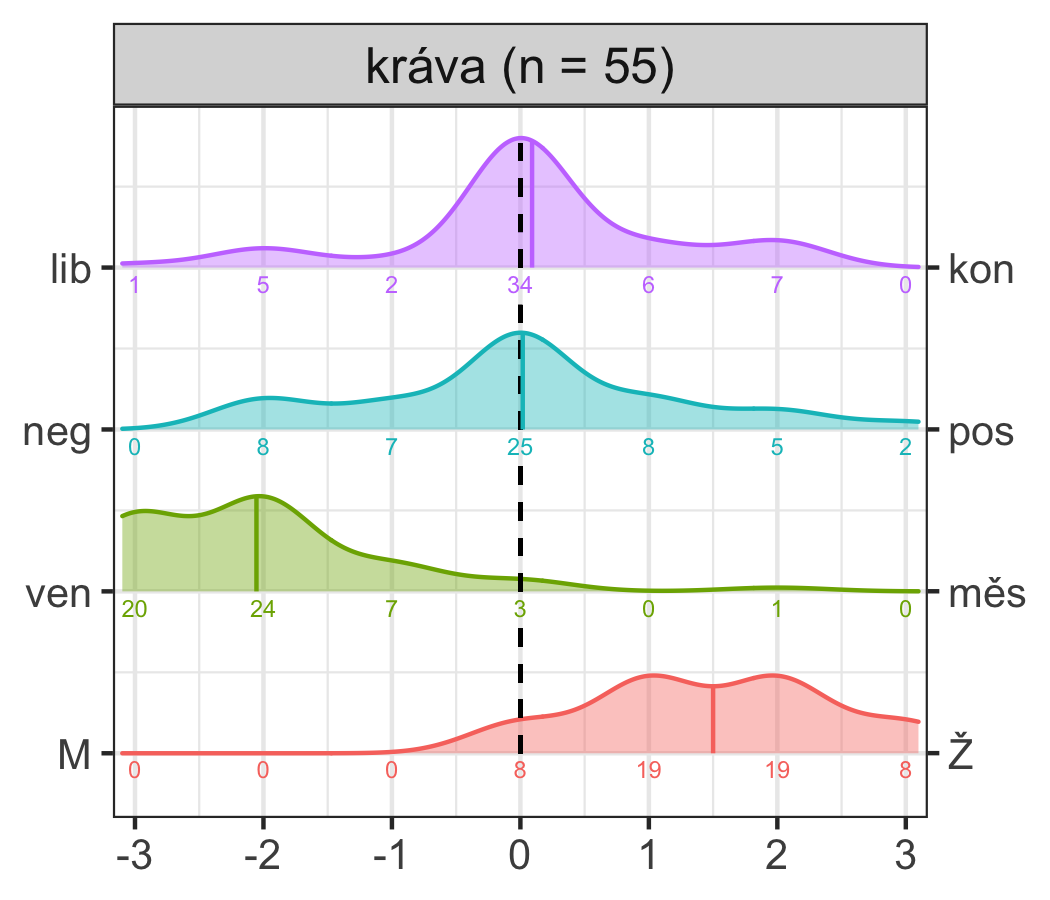 kráva (n = 55)
lib kon
1 5 2 34 6 7 0
neg pos
0 8 7 25 8 5 2
ven měs
20 24 7 3 0 1 0
M Ž
0 0 0 8 19 19 8
-3 -2 -1 0 1 2 3